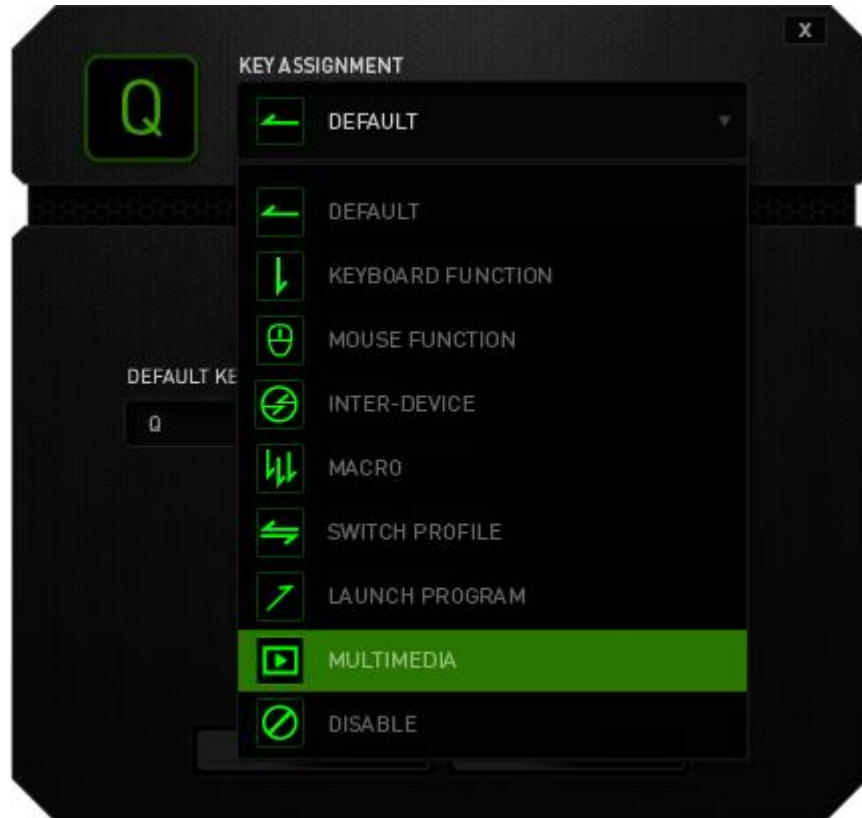 X
Q
KEY ASSIGNMENT
DEFAULT
DEFAULT
KEYBOARD FUNCTION
MOUSE FUNCTION
DEFAULT KE
INTER-DEVICE
Q
MACRO
SWITCH PROFILE
LAUNCH PROGRAM
MULTIMEDIA
DISABLE